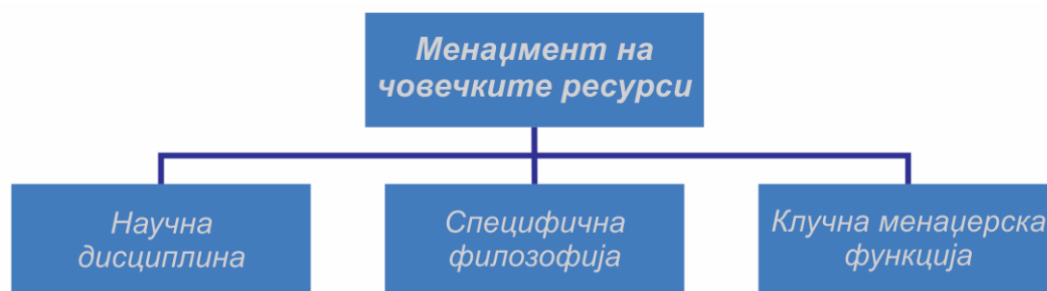 Менаџмент на
човечките ресурси
Научна
дисциплина
Специфична
филозофија
Клучна менаџерска
функција